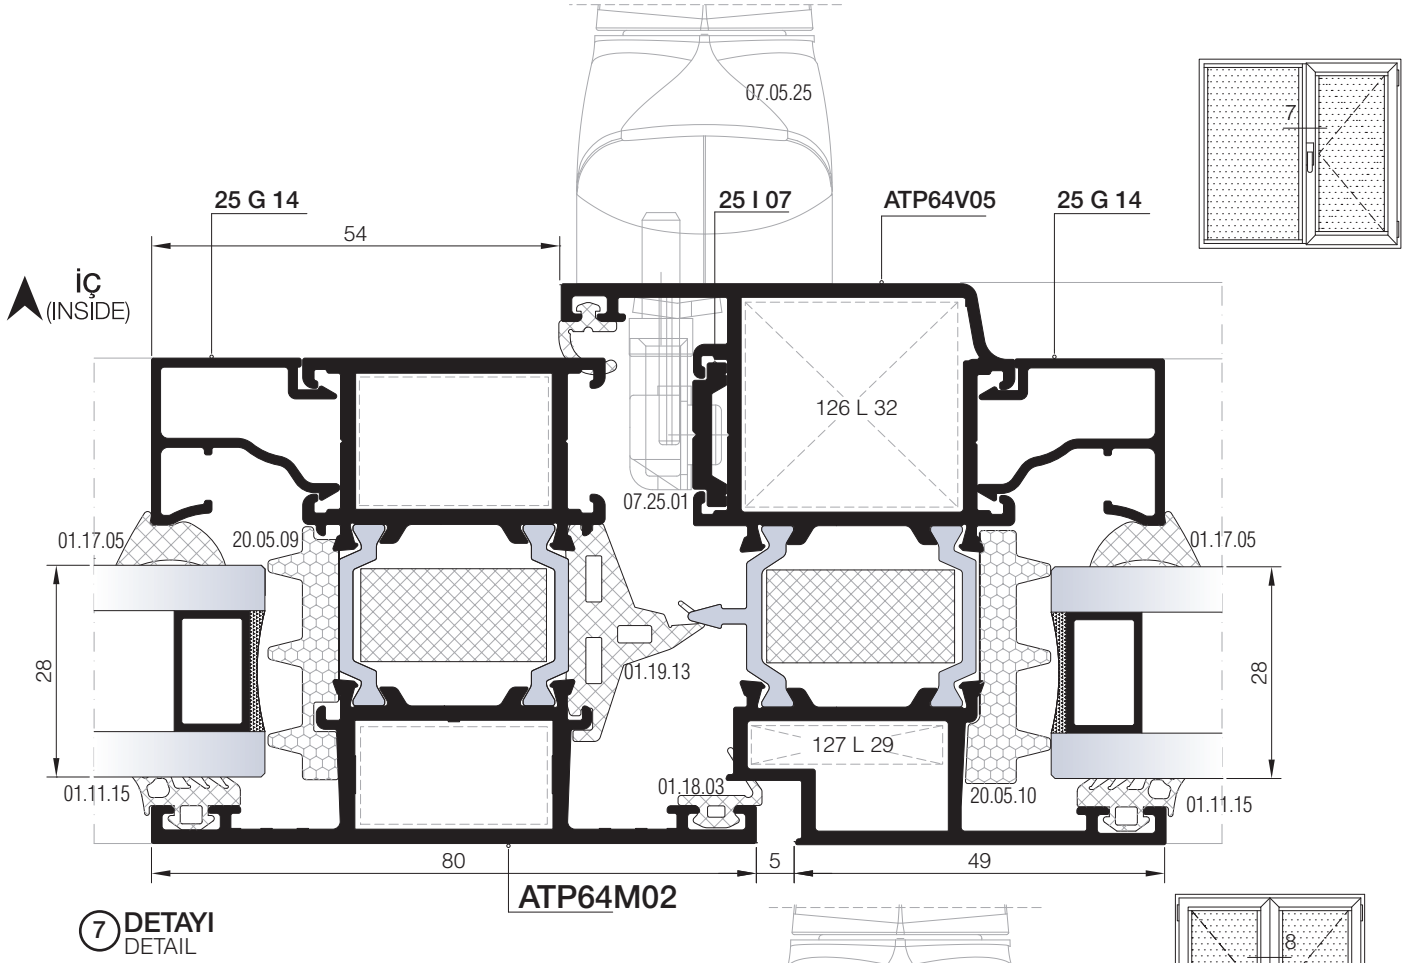 07.05.25
7
25 G 14
25 I 07
ATP64V05
25 G 14
54
İÇ
(INSIDE)
126 L 32
07.25.01
01.17.05
20.05.09
01.17.05
28
01.19.13
28
127 L 29
01.11.15
01.18.03
20.05.10
01.11.15
80
5
49
ATP64M02
7 DETAYI
DETAIL
8